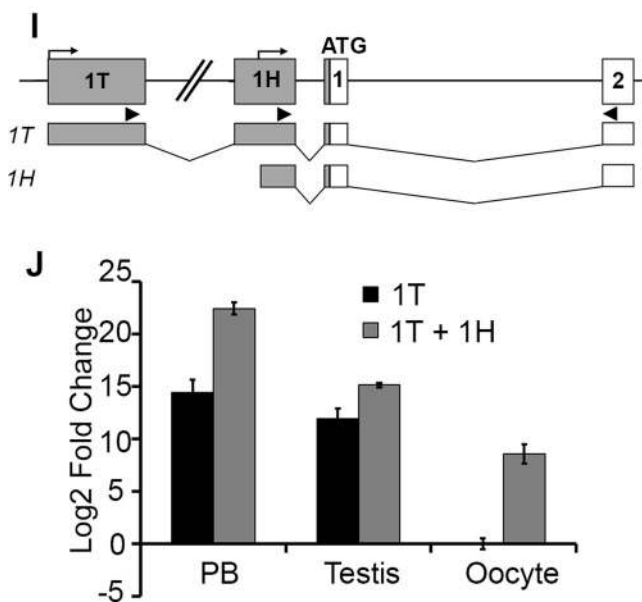 I
ATG
1T 1H 1 2
1T
1H
J
25
20
15
10
5
0
-5
Log2 Fold Change
1T
1T + 1H
PB Testis Oocyte